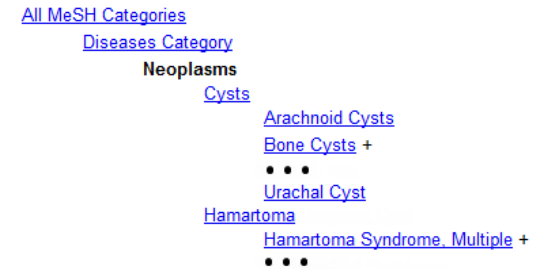 All MeSH Categories
Diseases Category
Neoplasms
Cysts
Arachnoid Cysts
Bone Cysts +
• • •
Urachal Cyst
Hamartoma
Hamartoma Syndrome, Multiple +
• • •